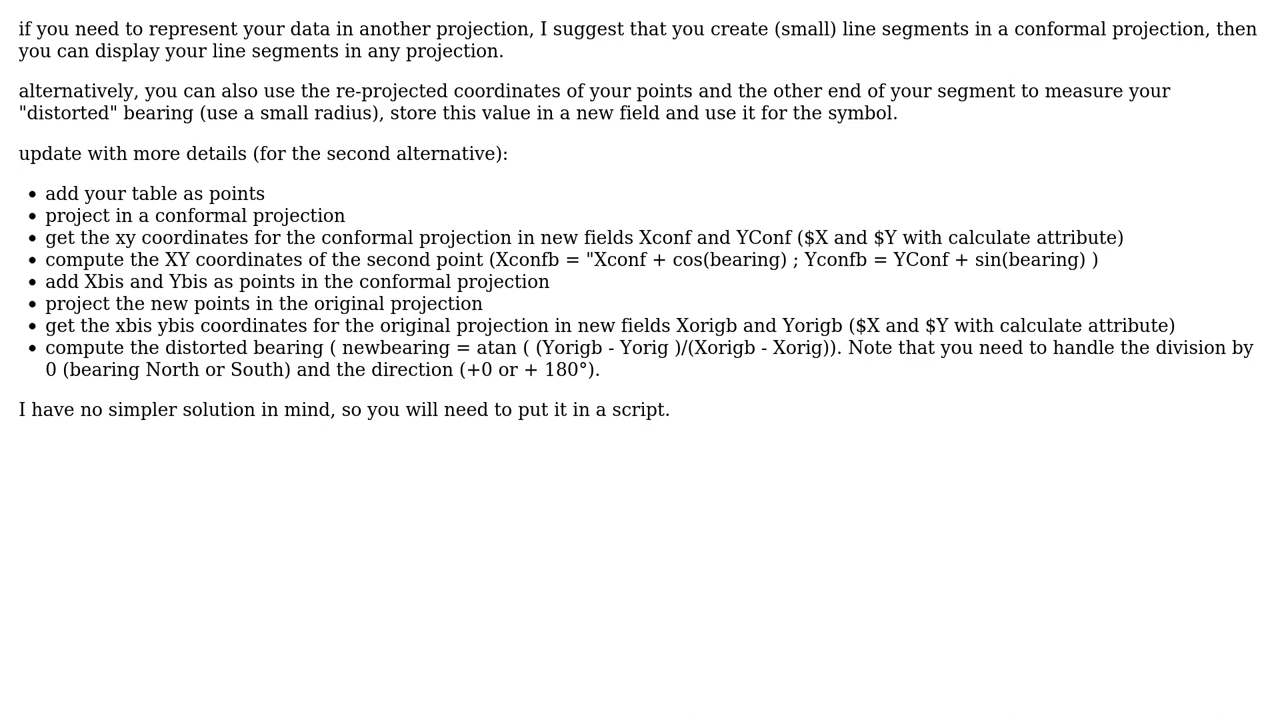 if you need to represent your data in another projection, I suggest that you create (small) line segments in a conformal projection, then
you can display your line segments in any projection.
alternatively, you can also use the re-projected coordinates of your points and the other end of your segment to measure your
"distorted" bearing (use a small radius), store this value in a new field and use it for the symbol.
update with more details (for the second alternative):
• add your table as points
• project in a conformal projection
• get the xy coordinates for the conformal projection in new fields Xconf and YConf ($X and $Y with calculate attribute)
• compute the XY coordinates of the second point (Xconfb = "Xconf + cos(bearing) ; Yconfb = YConf + sin(bearing) )
• add Xbis and Ybis as points in the conformal projection
• project the new points in the original projection
• get the xbis ybis coordinates for the original projection in new fields Xorigb and Yorigb ($X and $Y with calculate attribute)
• compute the distorted bearing ( newbearing = atan ( (Yorigb - Yorig )/(Xorigb - Xorig)). Note that you need to handle the division by
0 (bearing North or South) and the direction (+0 or + 180°).
I have no simpler solution in mind, so you will need to put it in a script.